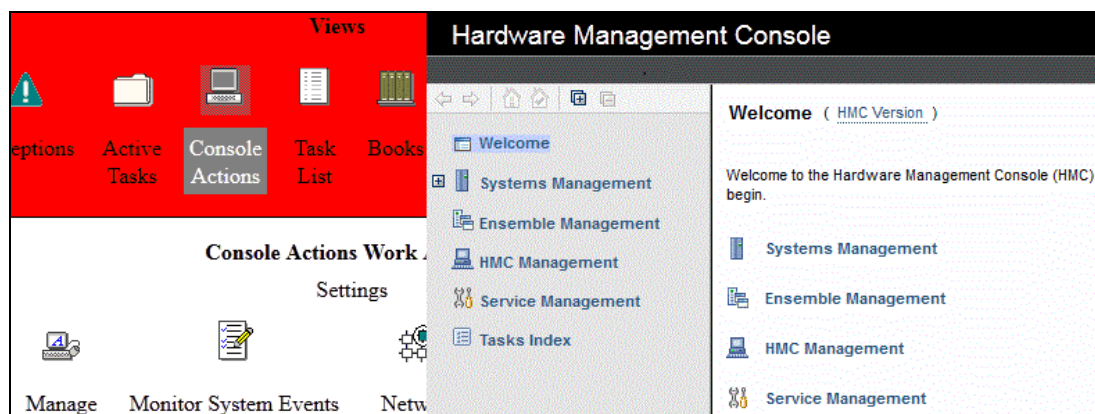 Views
Active Tasks
Console Actions
Task List
Books
Console Actions Work
Settings
Manage
Monitor System Events
Hardware Management Console
Welcome
Systems Management
Ensemble Management
HMC Management
Service Management
Tasks Index
Welcome ( HMC Version )
Welcome to the Hardware Management Console (HMC)
begin.
Systems Management
Ensemble Management
HMC Management
Service Management